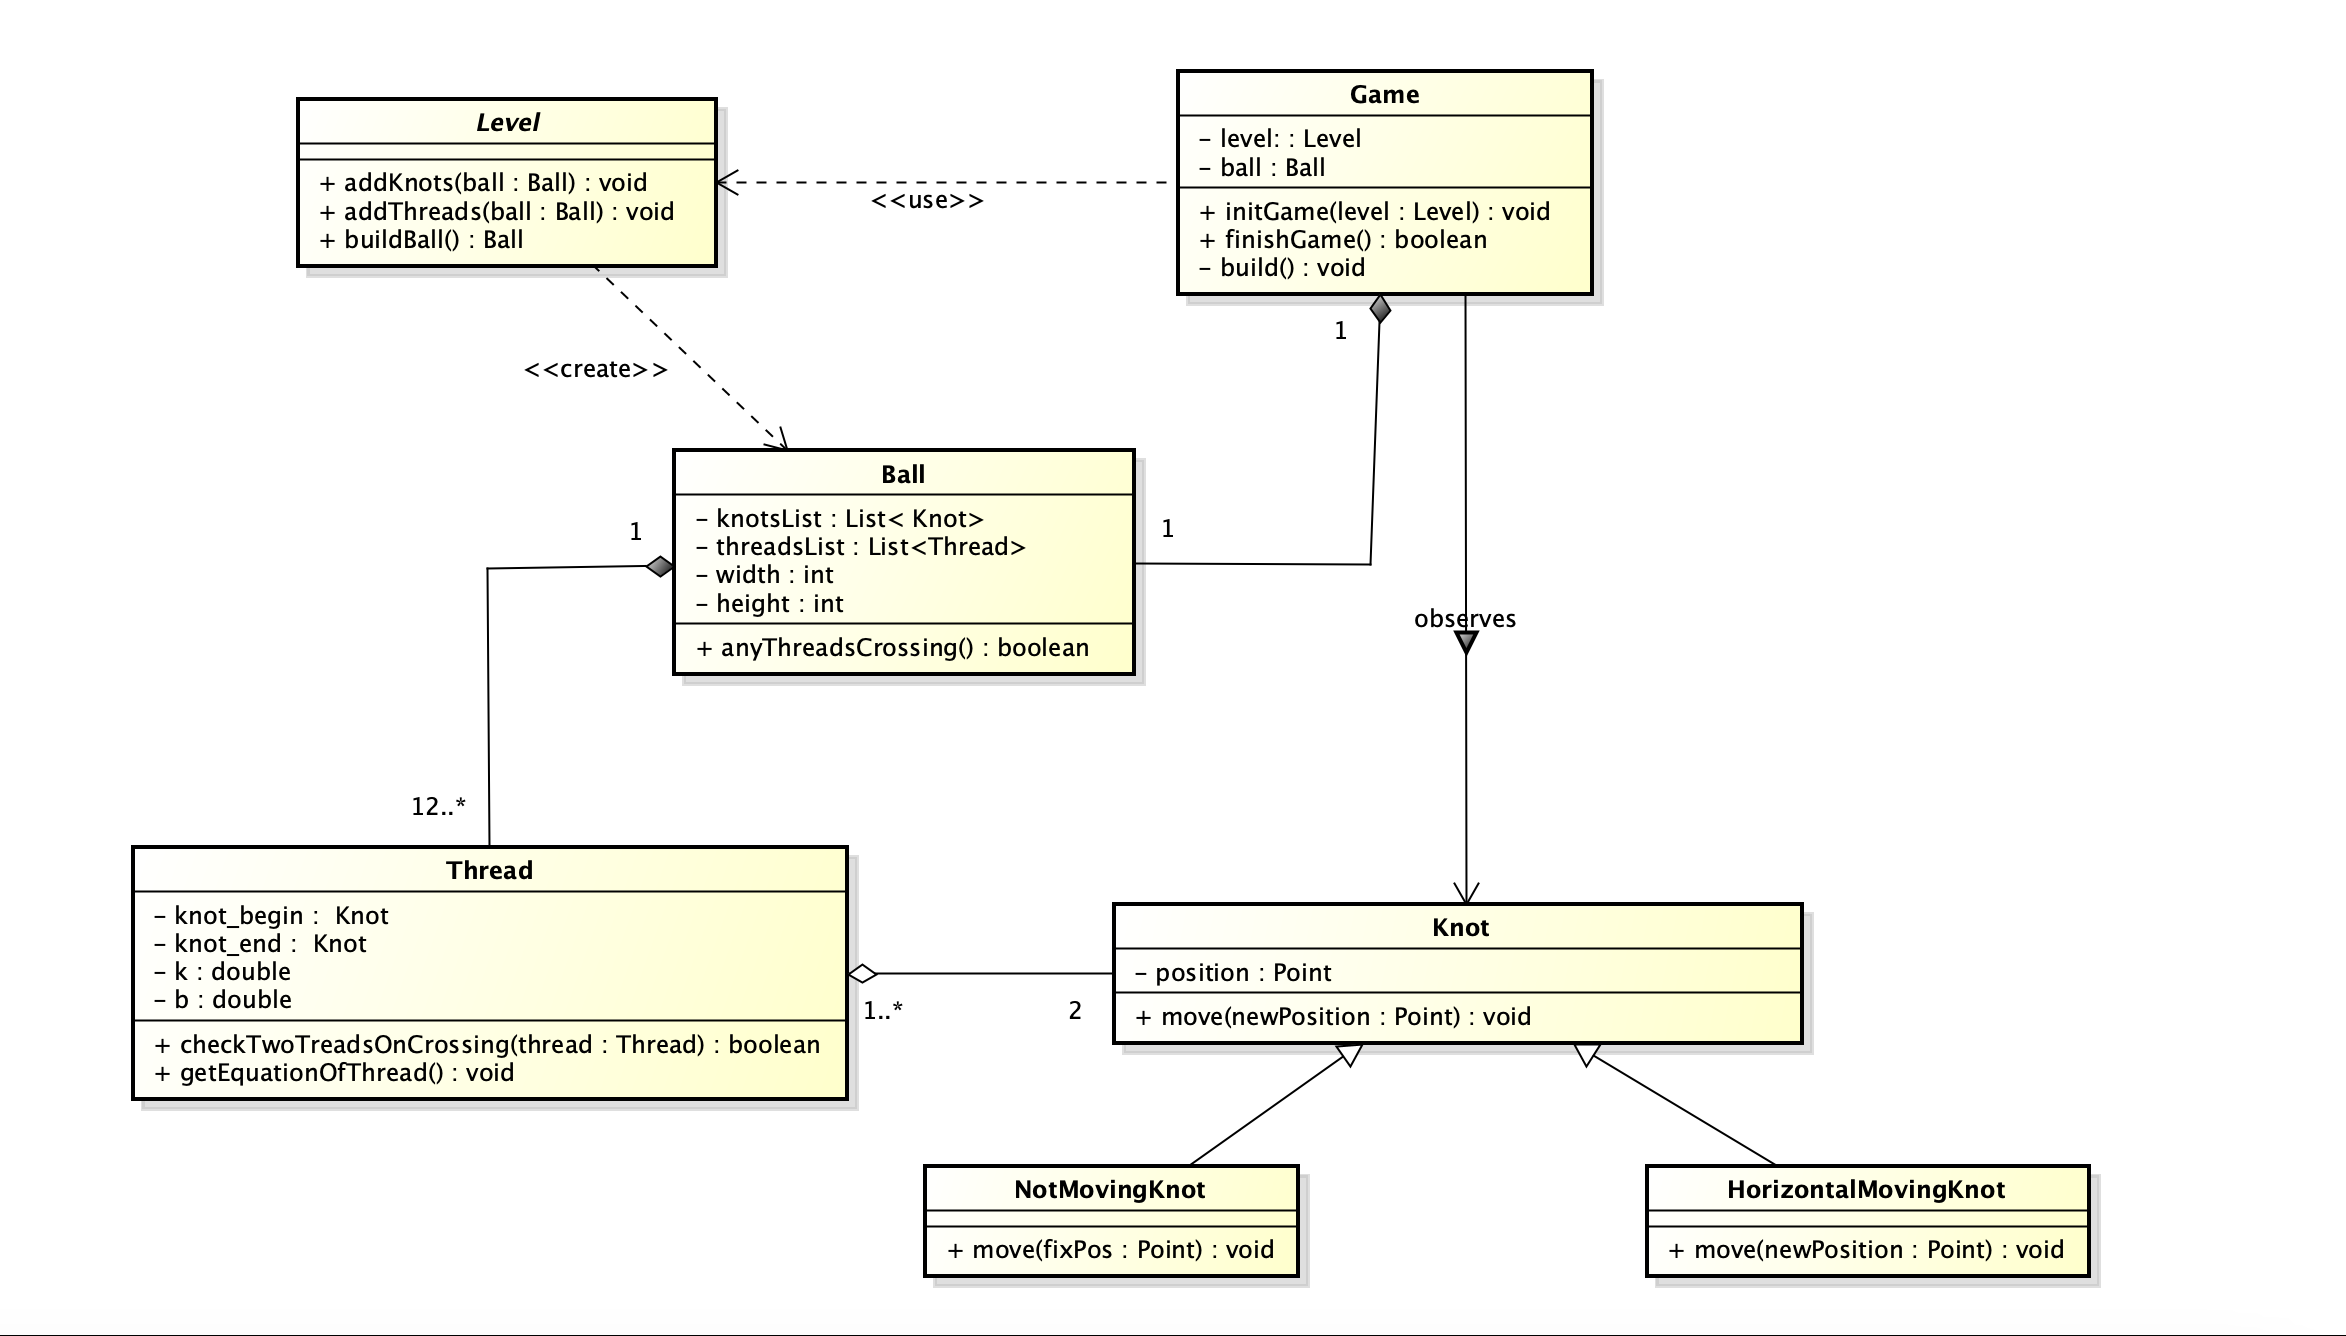 Level
+ addKnots(ball : Ball) : void
+ addThreads(ball : Ball) : void
+ buildBall() : Ball
Game
- level: : Level
- ball : Ball
+ initGame(level : Level) : void
+ finishGame() : boolean
- build() : void
<<use>>
1
<<create>>
Ball
- knotsList : List< Knot>
- threadsList : List<Thread>
- width : int
- height : int
+ anyThreadsCrossing() : boolean
1
1
observes
12..*
Thread
- knot_begin :  Knot
- knot_end :  Knot
- k : double
- b : double
+ checkTwoTreadsOnCrossing(thread : Thread) : boolean
+ getEquationOfThread() : void
1..*
2
Knot
- position : Point
+ move(newPosition : Point) : void
NotMovingKnot
+ move(fixPos : Point) : void
HorizontalMovingKnot
+ move(newPosition : Point) : void